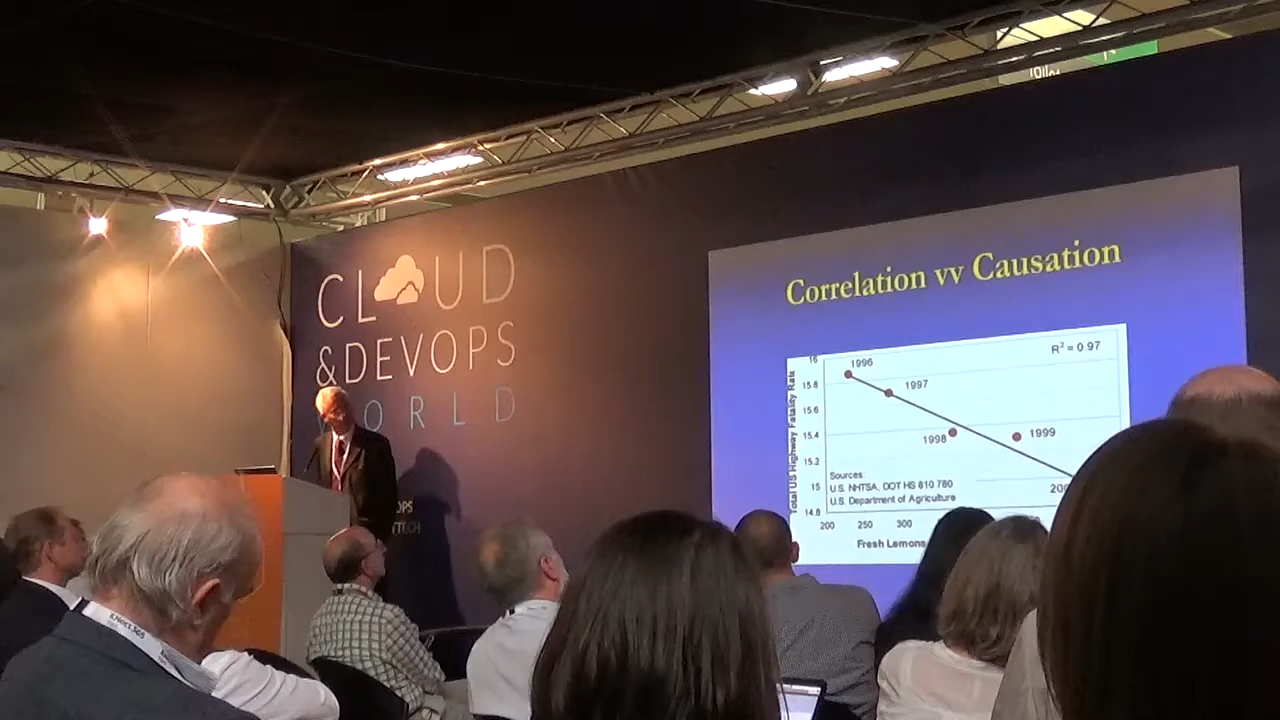 CLOUD
&DEVOPS
WORLD
Correlation vv Causation
R² = 0.97
1996
1997
1998
1999
Total US Highway Fatality Rate
16
15.8
15.6
15.4
15.2
15
14.8
Sources:
U.S. NHTSA, DOT HS 810 780
U.S. Department of Agriculture
200
250
300
Fresh Lemons
KNect365